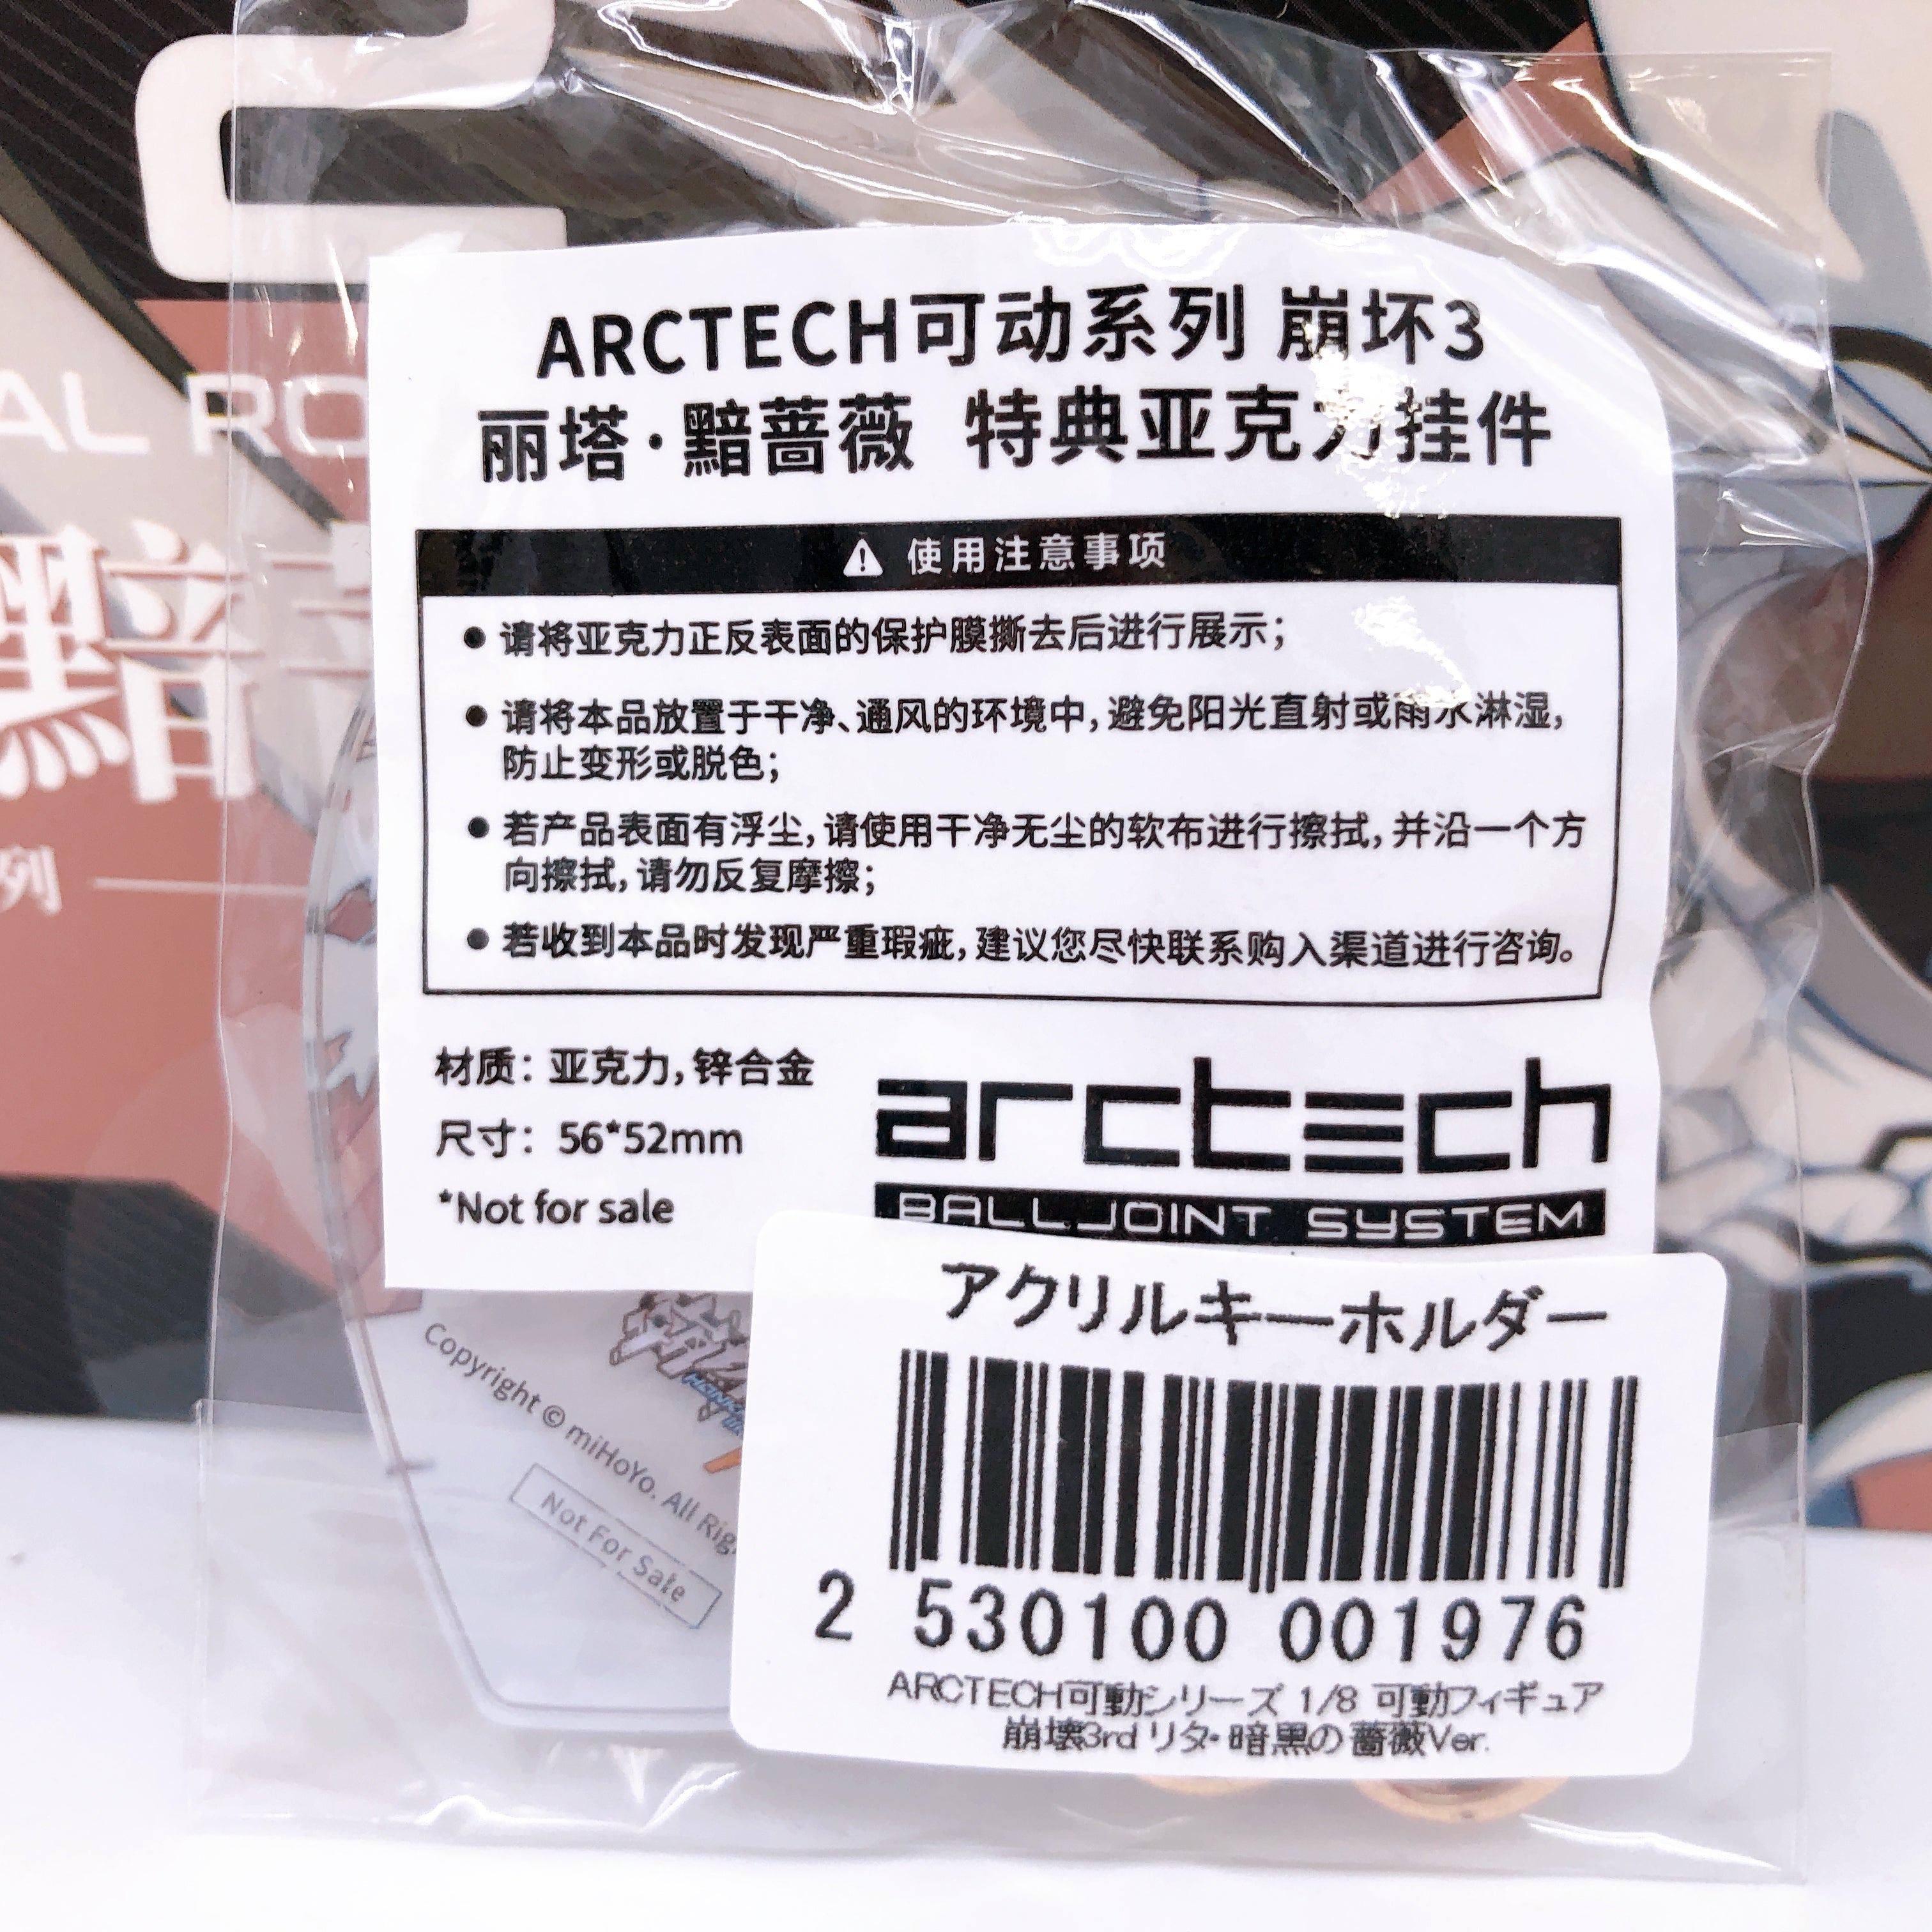 AL RO
黯
列
ARCTECH可动系列 崩坏3
丽塔·黯蔷薇 特典亚克力挂件
使用注意事项
● 请将亚克力正反表面的保护膜撕去后进行展示；
● 请将本品放置于干净、通风的环境中，避免阳光直射或雨水淋湿，
防止变形或脱色；
● 若产品表面有浮尘，请使用干净无尘的软布进行擦拭，并沿一个方
向擦拭，请勿反复摩擦；
● 若收到本品时发现严重瑕疵，建议您尽快联系购入渠道进行咨询。
材质：亚克力，锌合金
尺寸：56*52mm
*Not for sale
arctech
BALLJOINT SYSTEM
Copyright © miHoYo. All Rig
Not For Sale
アクリルキーホルダー
2 530100 001976
ARCTECH可動シリーズ 1/8 可動フィギュア
崩壊3rd リタ・暗黒の薔薇Ver.